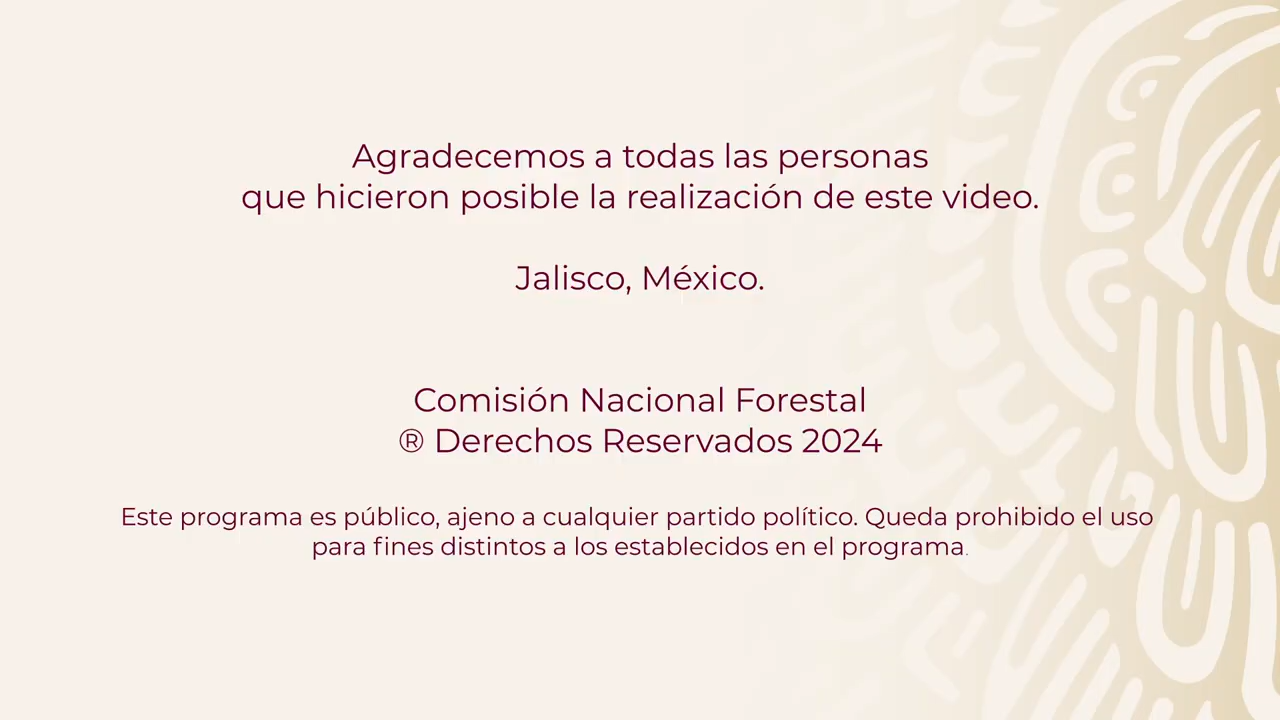 Agradecemos a todas las personas
que hicieron posible la realización de este video.
Jalisco, México.
Comisión Nacional Forestal
® Derechos Reservados 2024
Este programa es público, ajeno a cualquier partido político. Queda prohibido el uso
para fines distintos a los establecidos en el programa.